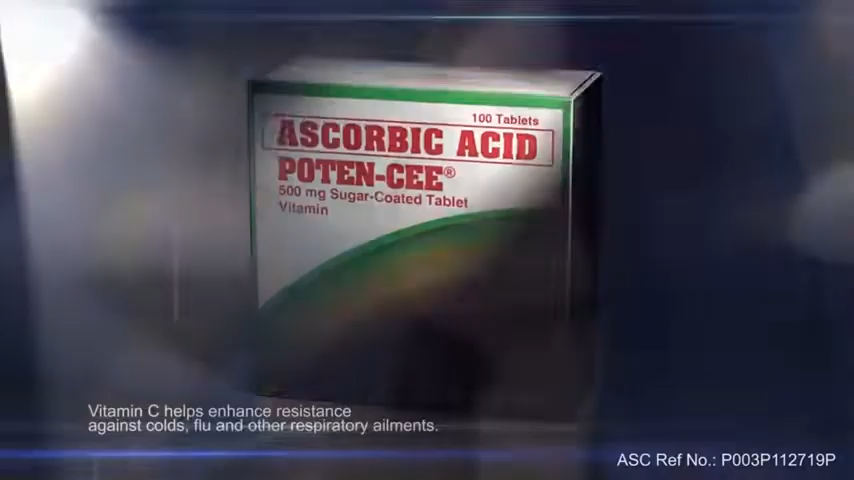 100 Tablets
ASCORBIC ACID
POTEN-CEE®
500 mg Sugar-Coated Tablet
Vitamin
Vitamin C helps enhance resistance
against colds, flu and other respiratory ailments.
ASC Ref No.: P003P112719P